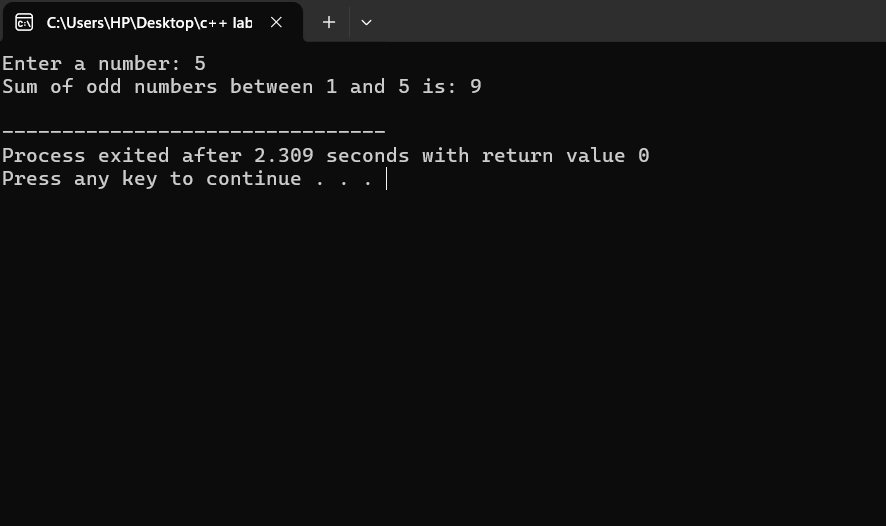 C:\Users\HP\Desktop\c++ lab
Enter a number: 5
Sum of odd numbers between 1 and 5 is: 9
--------------------------------
Process exited after 2.309 seconds with return value 0
Press any key to continue . . .